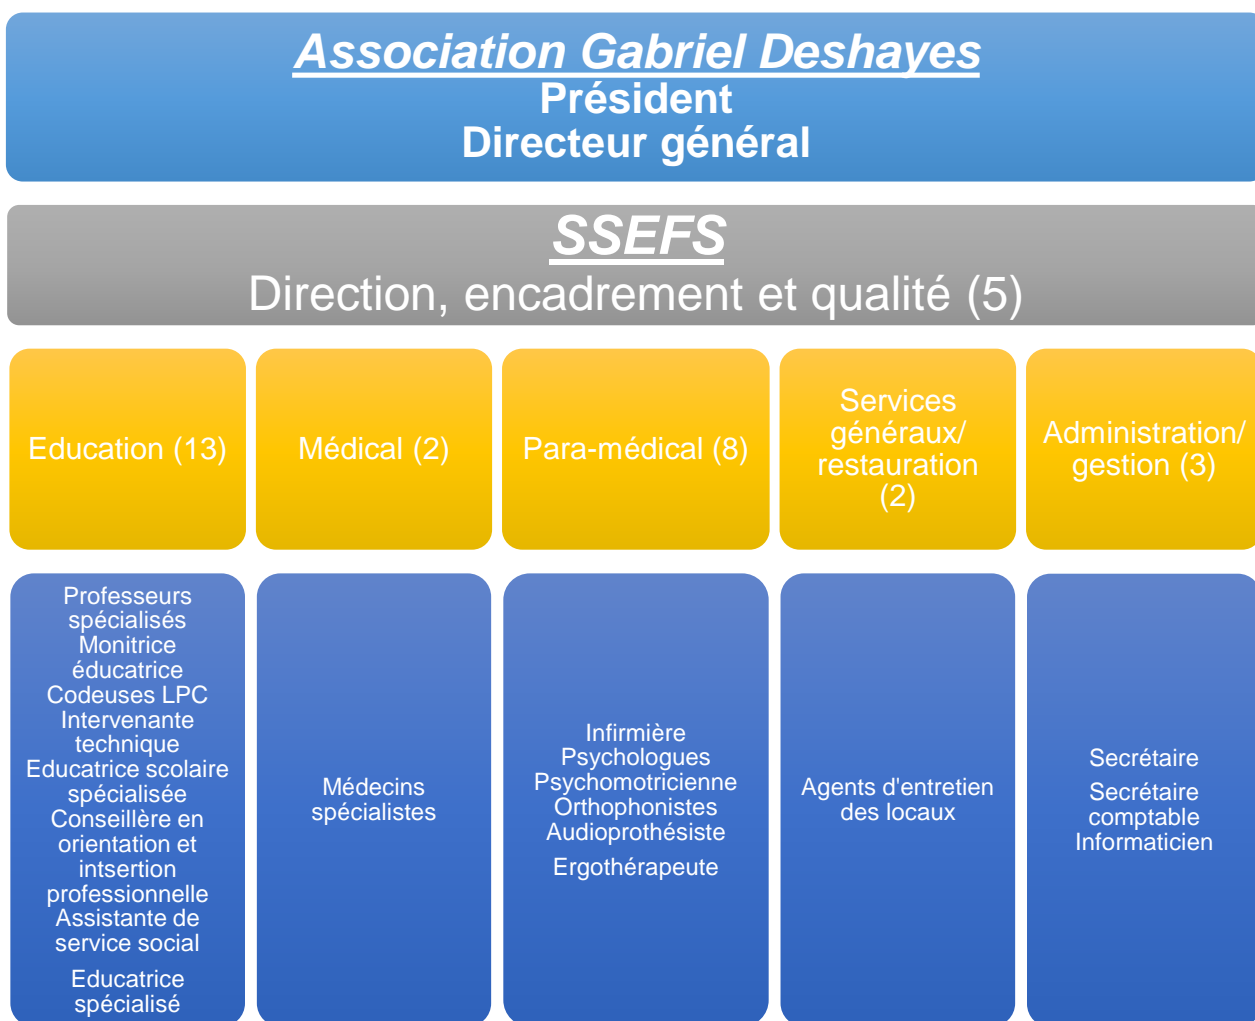 Association Gabriel Deshayes
Président
Directeur général
SSEFS
Direction, encadrement et qualité (5)
Education (13)
Médical (2)
Para-médical (8)
Services
généraux/
restauration
(2)
Administration/
gestion (3)
Professeurs
spécialisés
Monitrice
éducatrice
Codeuses LPC
Intervenante
technique
Educatrice scolaire
spécialisée
Conseillère en
orientation et
intsertion
professionnelle
Assistante de
service social
Educatrice
spécialisé
Médecins
spécialistes
Infirmière
Psychologues
Psychomotricienne
Orthophonistes
Audioprothésiste
Ergothérapeute
Agents d'entretien
des locaux
Secrétaire
Secrétaire
comptable
Informaticien